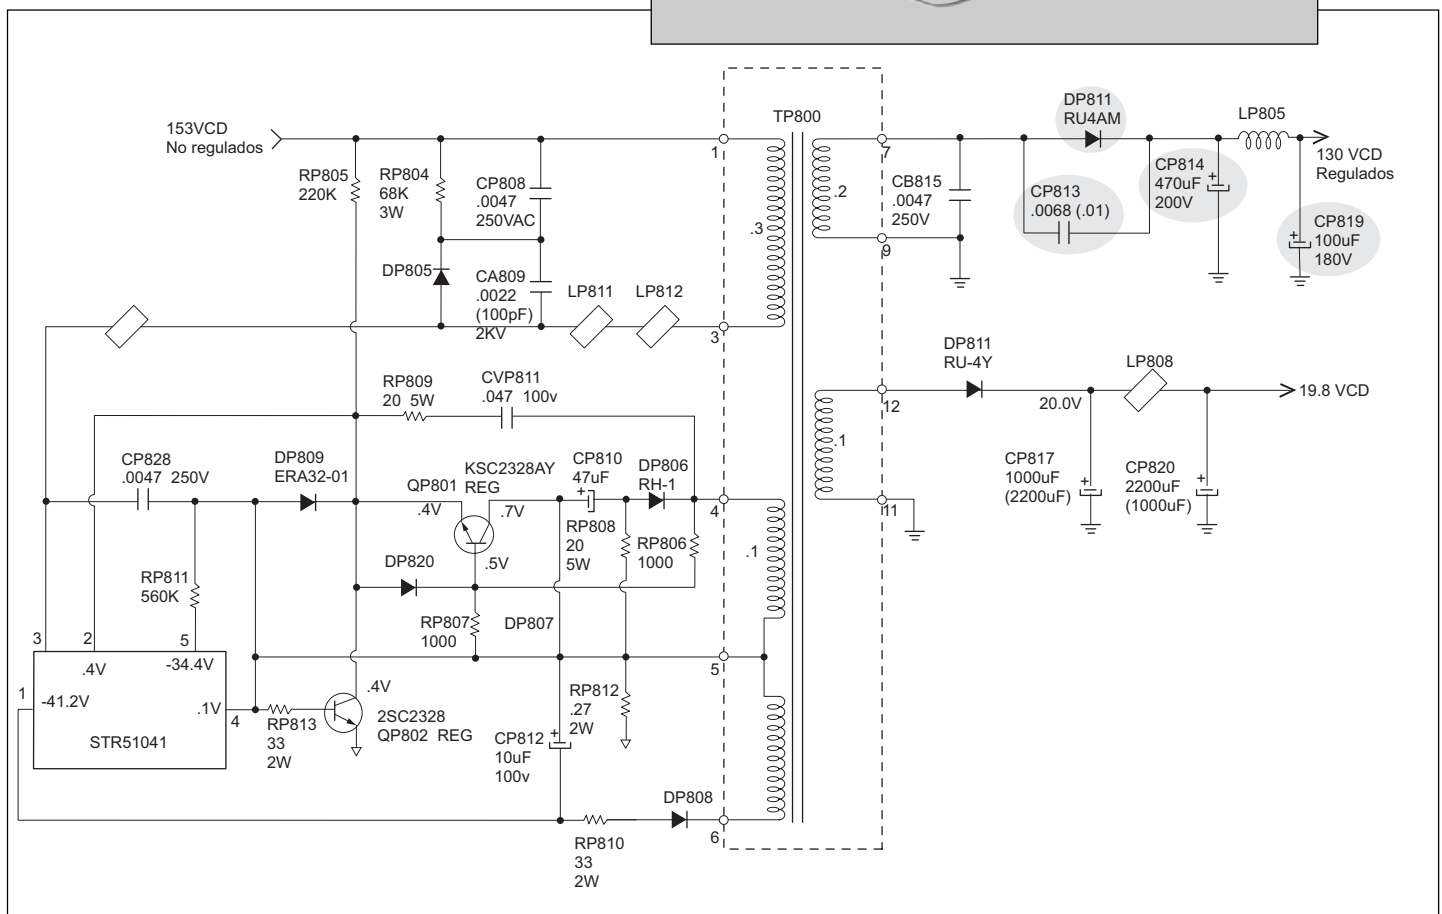 TP800
153VCD
No regulados
RP805
220K
RP804
68K
3W
CP808
.0047
250VAC
DP805
CA809
.0022
(100pF)
2KV
LP811
LP812
1
3
.3
7
.2
9
CB815
.0047
250V
DP811
RU4AM
CP813
.0068 (.01)
CP814
470uF
200V
+
LP805
130 VCD
Regulados
CP819
100uF
180V
+
RP809
20 5W
CVP811
.047 100v
DP811
RU-4Y
LP808
12
20.0V
19.8 VCD
.1
11
CP817
1000uF
(2200uF)
+
CP820
2200uF
(1000uF)
+
CP828
.0047 250V
DP809
ERA32-01
QP801
.4V
KSC2328AY
REG
.7V
.5V
CP810
47uF
+
DP806
RH-1
4
RP808
20
5W
RP806
1000
.1
DP820
RP811
560K
RP807
1000
DP807
5
3
2
5
.4V
-34.4V
1
-41.2V
.1V
4
STR51041
RP813
33
2W
.4V
2SC2328
QP802 REG
RP812
.27
2W
CP812
10uF
100v
+
DP808
6
RP810
33
2W